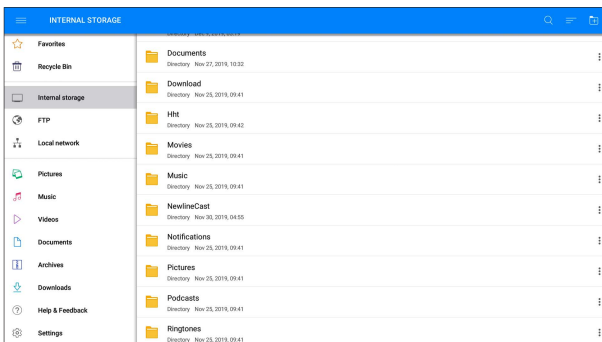 INTERNAL STORAGE
Favorites
Recycle Bin
Internal storage
FTP
Local network
Pictures
Music
Videos
Documents
Archives
Downloads
Help & Feedback
Settings
Documents
Directory Nov 27, 2019, 10:32
Download
Directory Nov 25, 2019, 09:41
Hht
Directory Nov 25, 2019, 09:42
Movies
Directory Nov 25, 2019, 09:41
Music
Directory Nov 25, 2019, 09:41
NewlineCast
Directory Nov 30, 2019, 04:55
Notifications
Directory Nov 25, 2019, 09:41
Pictures
Directory Nov 25, 2019, 09:41
Podcasts
Directory Nov 25, 2019, 09:41
Ringtones
Directory Nov 25, 2019, 09:41